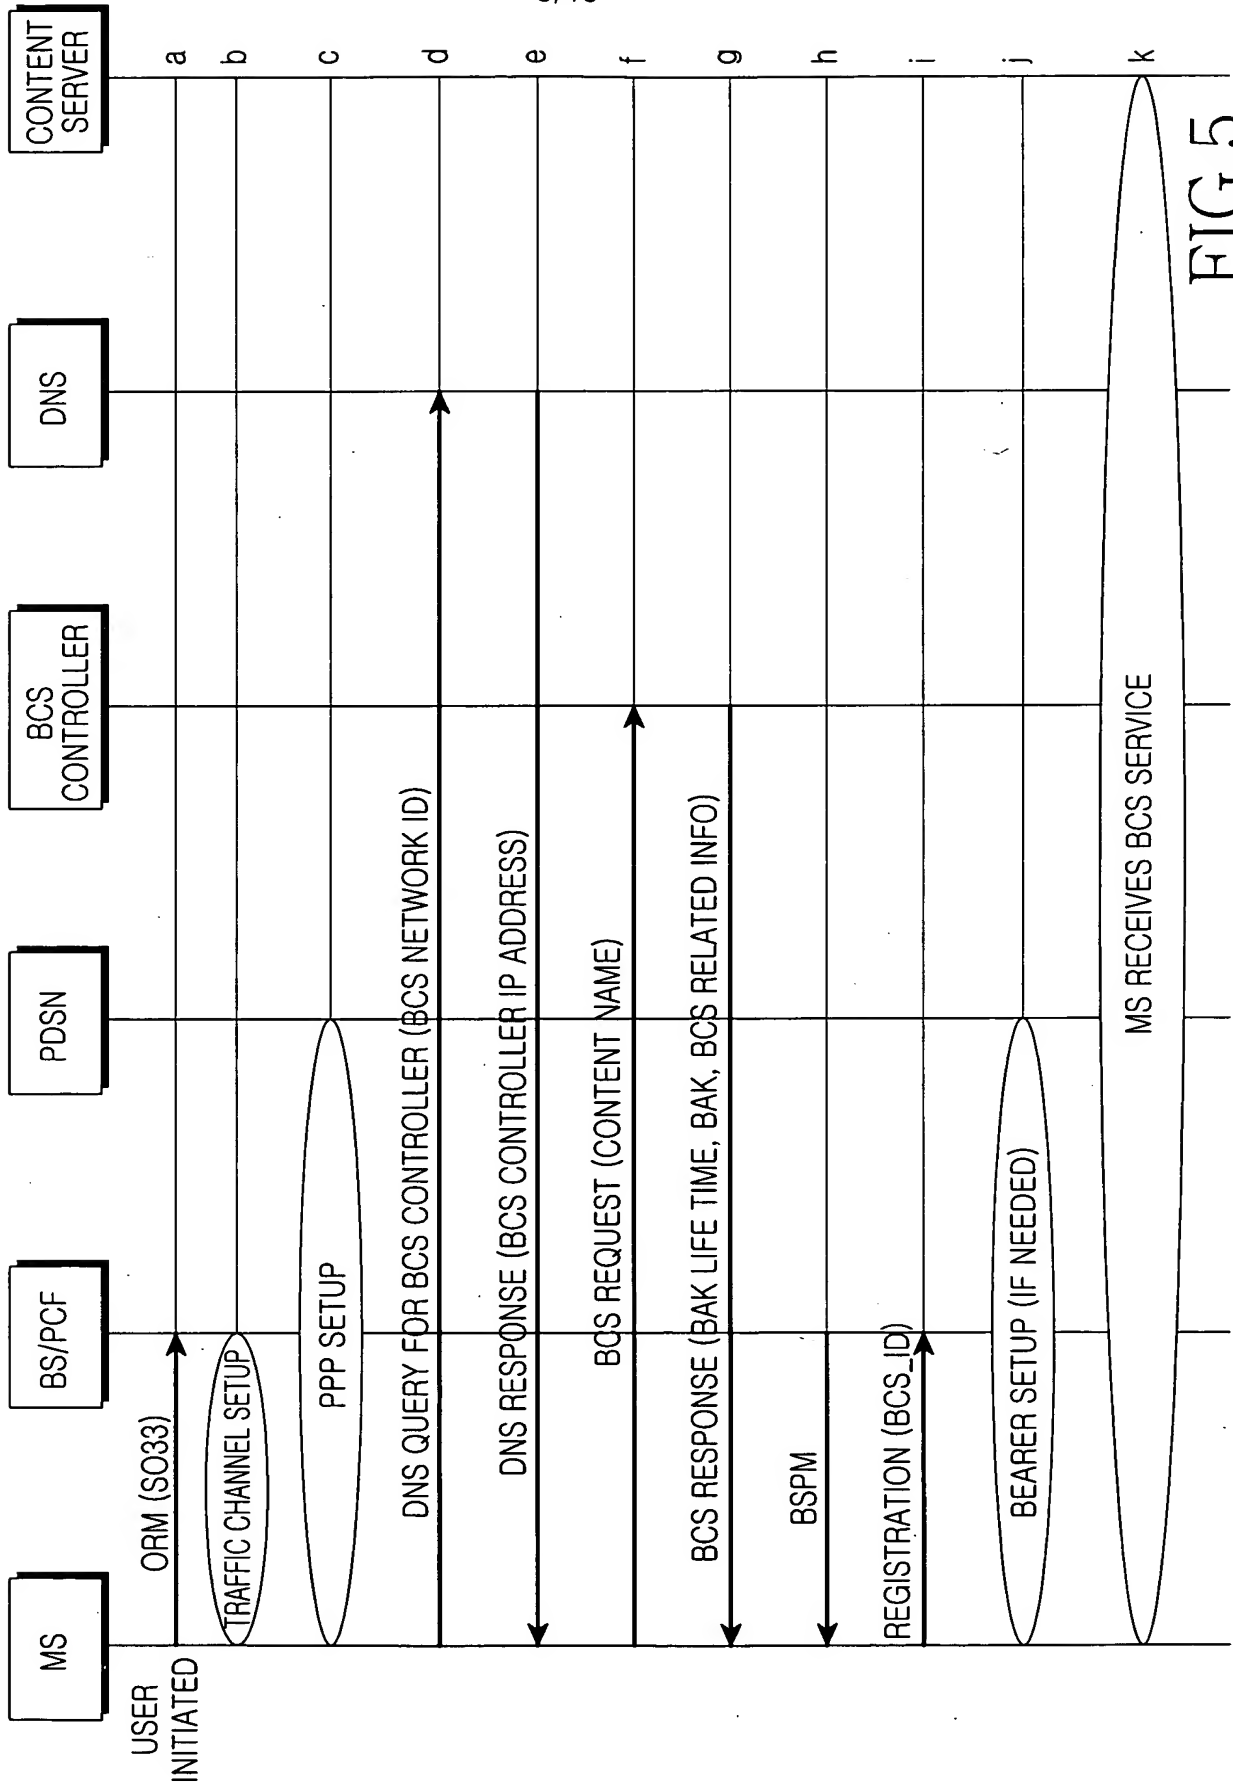 MS
BS/PCF
PDSN
BCS
CONTROLLER
DNS
CONTENT
SERVER
USER
INITIATED
ORM (SO33)
a
TRAFFIC CHANNEL SETUP
b
PPP SETUP
c
DNS QUERY FOR BCS CONTROLLER (BCS NETWORK ID)
d
DNS RESPONSE (BCS CONTROLLER IP ADDRESS)
e
BCS REQUEST (CONTENT NAME)
f
BCS RESPONSE (BAK LIFE TIME, BAK, BCS RELATED INFO)
g
BSPM
h
REGISTRATION (BCS_ID)
i
BEARER SETUP (IF NEEDED)
j
MS RECEIVES BCS SERVICE
k
FIG.5